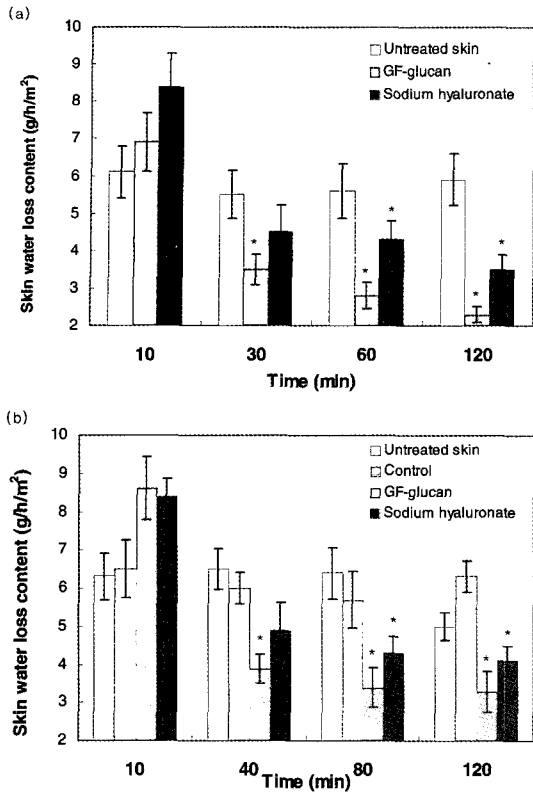 (a)
10
9
8
7
6
5
4
3
2
Skin water loss content (g/h/m²)
Untreated skin
GF-glucan
Sodium hyaluronate
*
*
*
*
*
10 30 60 120
Time (min)
(b)
10
9
8
7
6
5
4
3
2
Skin water loss content (g/h/m²)
Untreated skin
Control
GF-glucan
Sodium hyaluronate
*
*
*
*
*
10 40 80 120
Time (min)